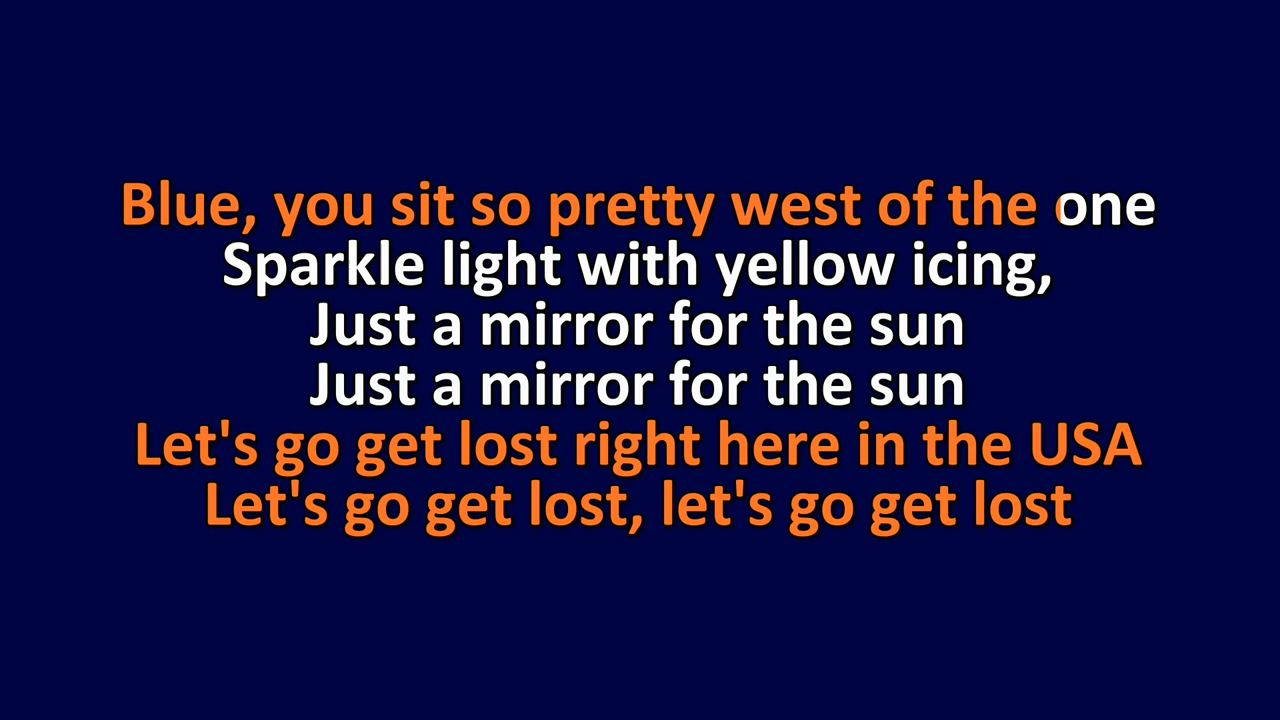 Blue, you sit so pretty west of the one
Sparkle light with yellow icing,
Just a mirror for the sun
Just a mirror for the sun
Let's go get lost right here in the USA
Let's go get lost, let's go get lost